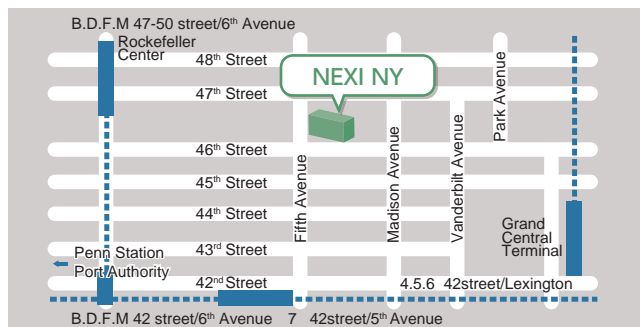 B.D.F.M 47-50 street/6th Avenue
Rockefeller
Center
48th Street
NEXI NY
47th Street
Park Avenue
46th Street
45th Street
Fifth Avenue
Madison Avenue
Vanderbilt Avenue
44th Street
Grand
Central
Terminal
43rd Street
Penn Station
Port Authority
42nd Street
4.5.6 42street/Lexington
B.D.F.M 42 street/6th Avenue 7 42street/5th Avenue